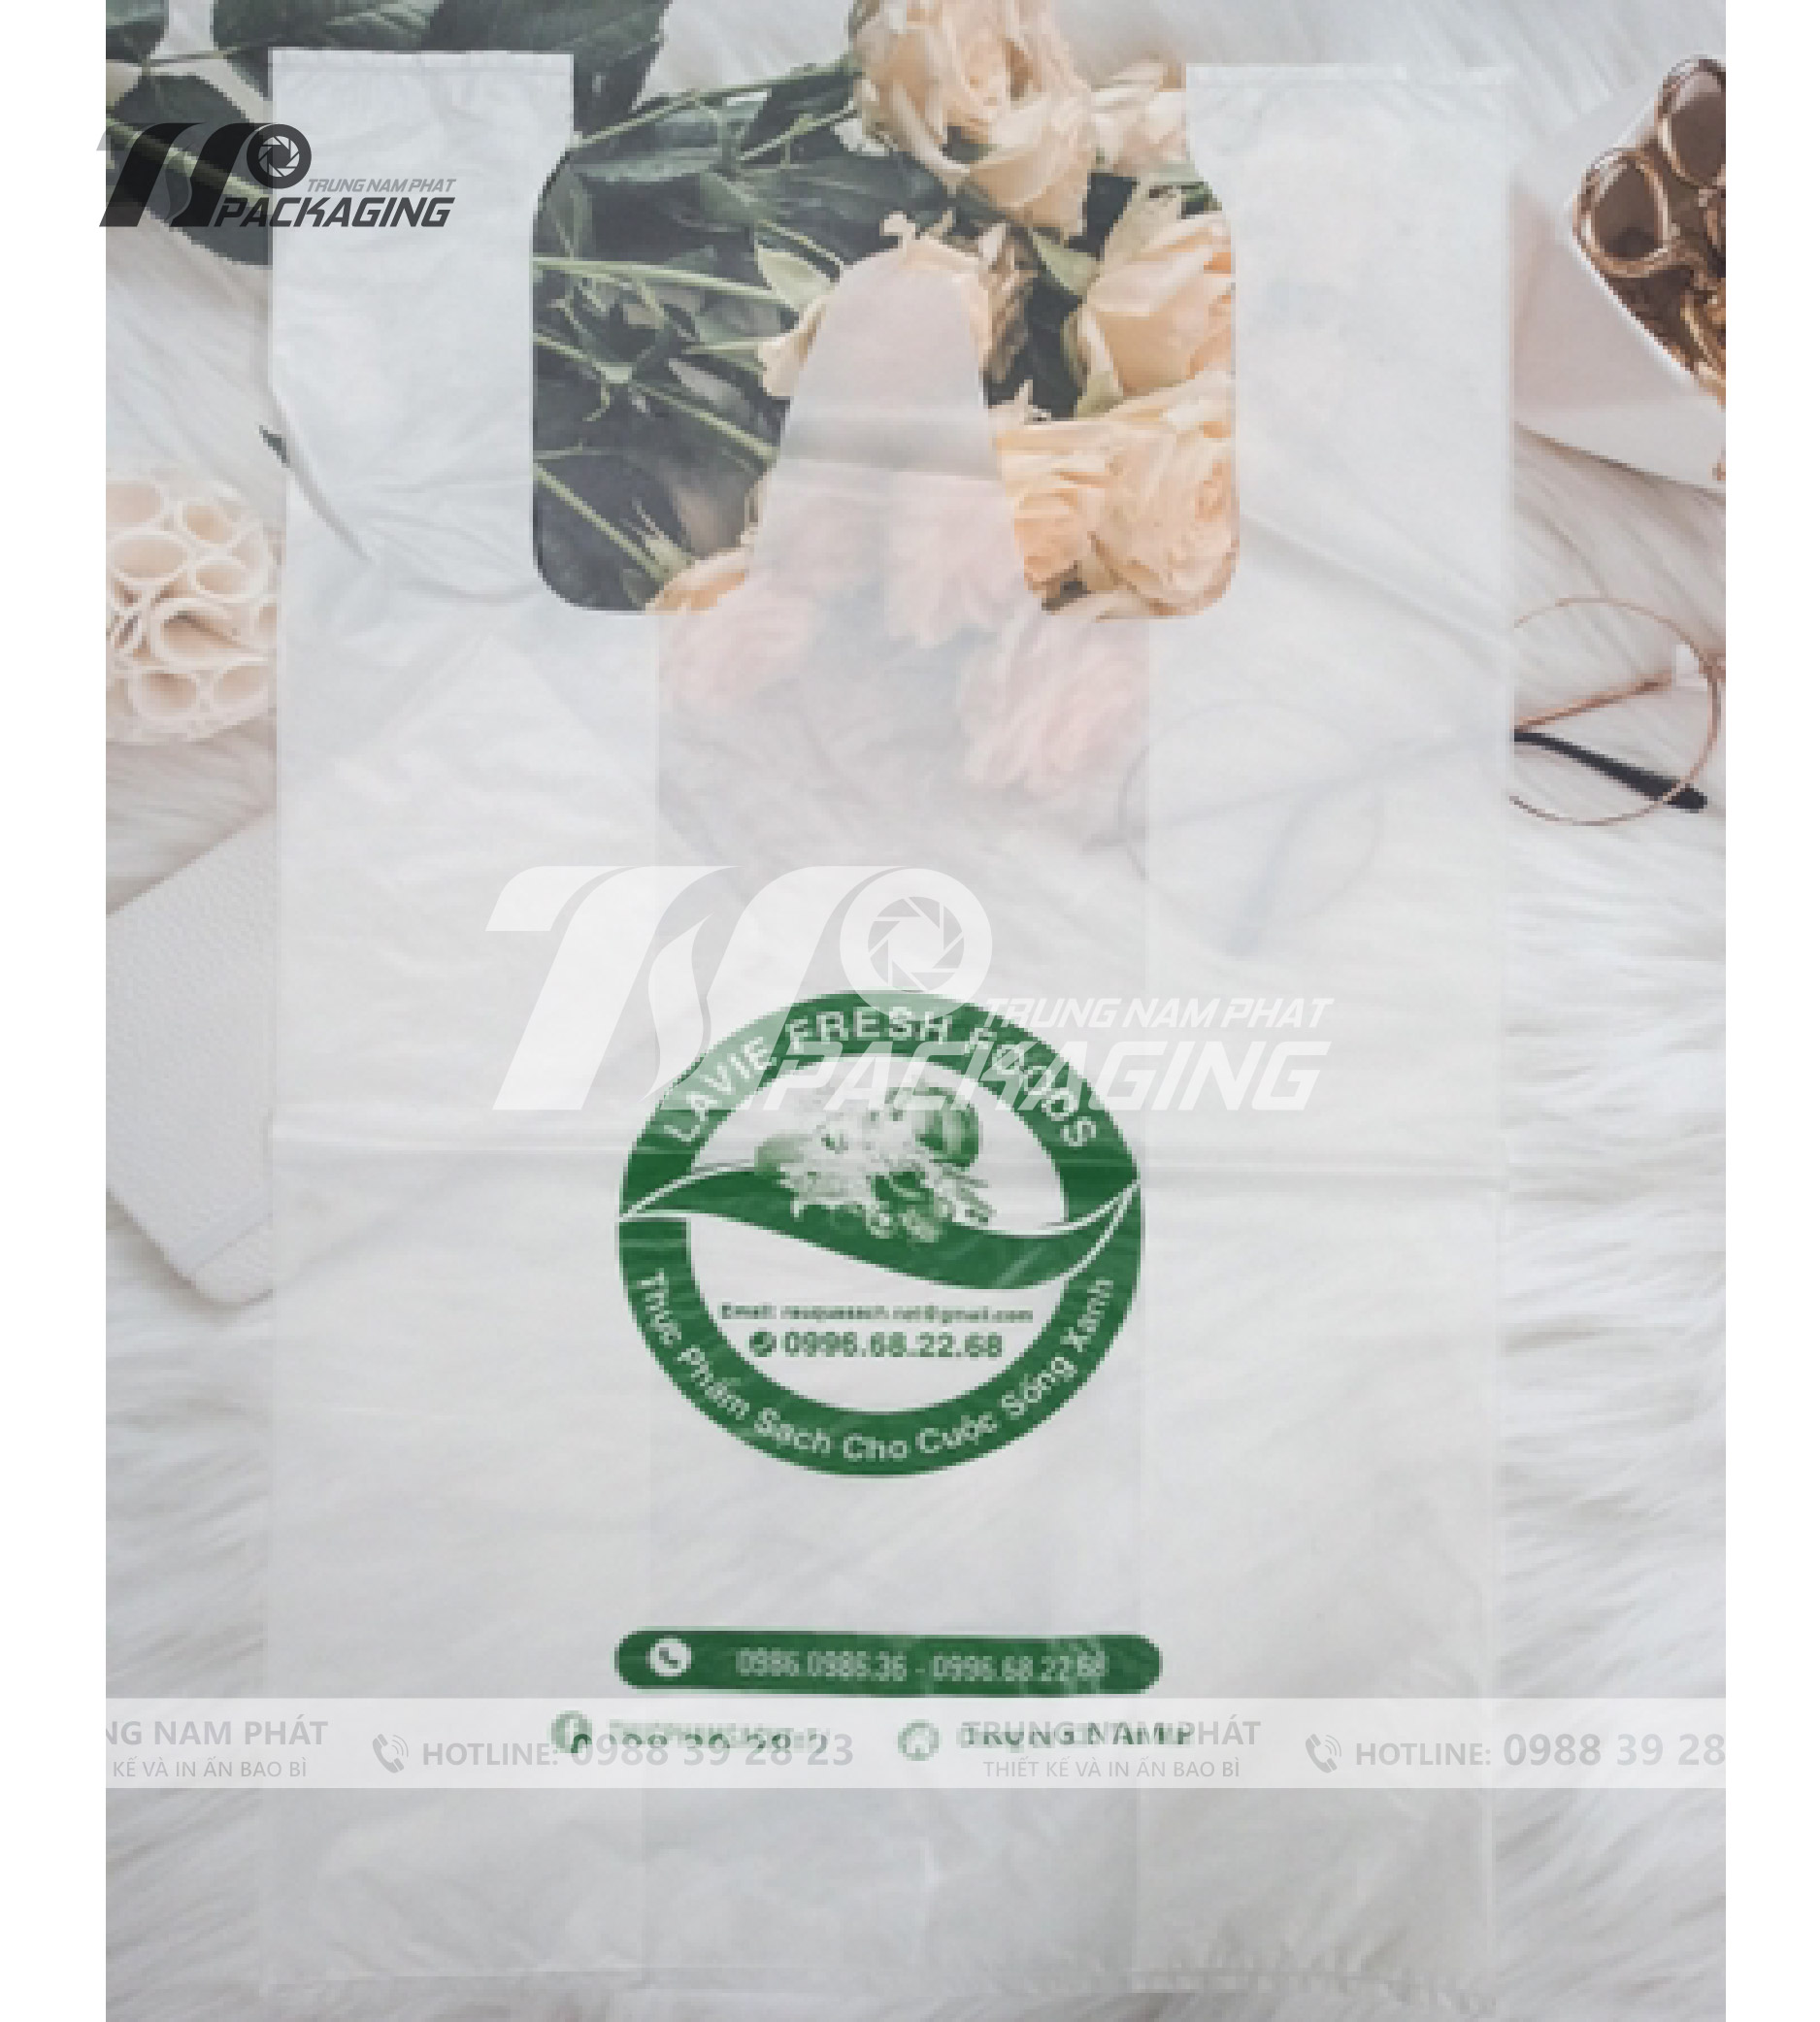 TRUNG NAM PHAT
PACKAGING
TRUNG NAM PHAT
PACKAGING
LAVIE FRESH FOODS
Email:
0996.68.22.68
Thực Phẩm Sạch Cho Cuộc Sống Xanh
0986.0986.36 - 0996.68.22.68
NG NAM PHÁT
KẾ VÀ IN ẤN BAO BÌ
HOTLINE: 0988 39 28 23
TRUNG NAM PHÁT
THIẾT KẾ VÀ IN ẤN BAO BÌ
HOTLINE: 0988 39 28